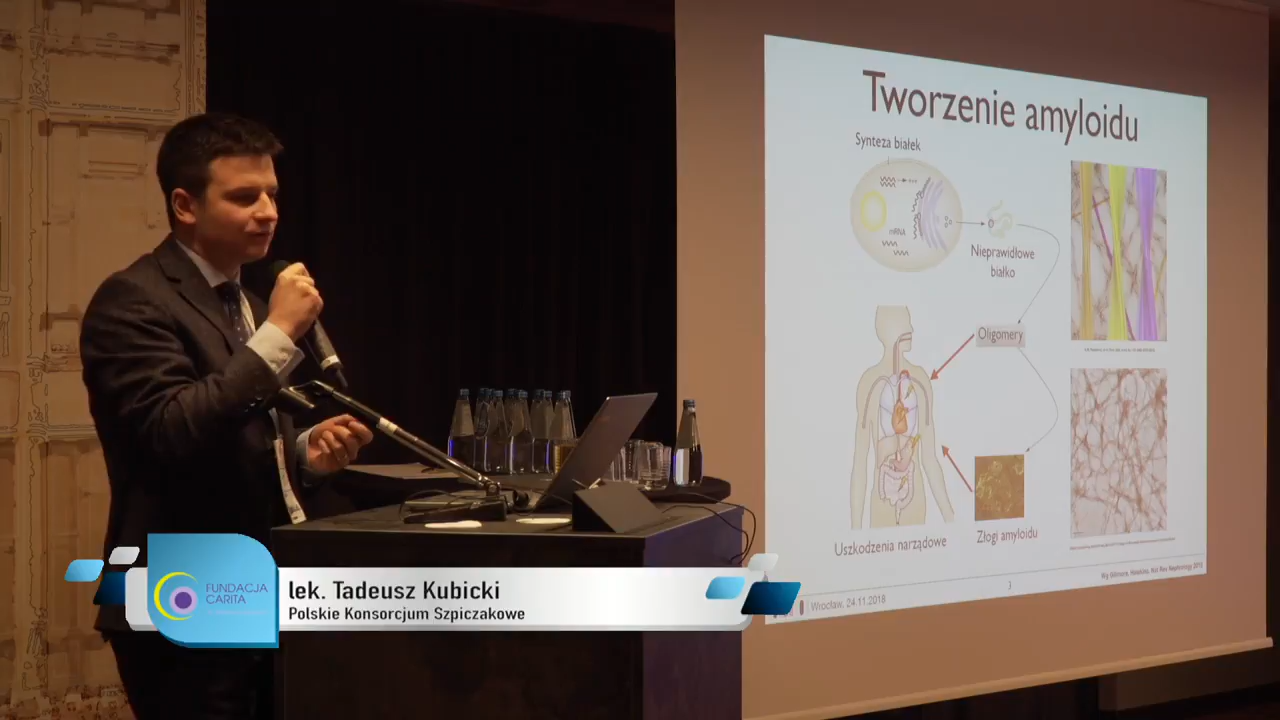 Tworzenie amyloidu
Synteza białek
mRNA
Nieprawidłowe
białko
Oligomery
Uszkodzenia narządowe
Złogi amyloidu
3
Wrocław, 24.11.2018
FUNDACJA
CARITA
lek. Tadeusz Kubicki
Polskie Konsorcjum Szpiczakowe